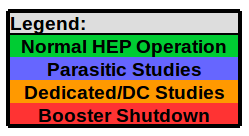 Legend:
Normal HEP Operation
Parasitic Studies
Dedicated/DC Studies
Booster Shutdown